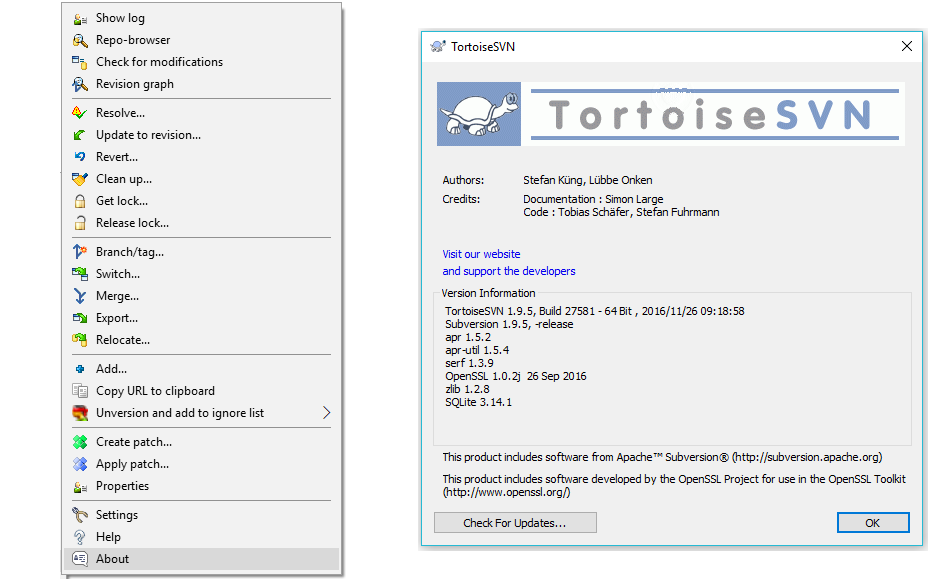 Show log
Repo-browser
Check for modifications
Revision graph
Resolve...
Update to revision...
Revert...
Clean up...
Get lock...
Release lock...
Branch/tag...
Switch...
Merge...
Export...
Relocate...
Add...
Copy URL to clipboard
Unversion and add to ignore list
Create patch...
Apply patch...
Properties
Settings
Help
About
TortoiseSVN
TortoiseSVN
Authors: Stefan Küng, Lübbe Onken
Credits: Documentation : Simon Large
Code : Tobias Schäfer, Stefan Fuhrmann
Visit our website
and support the developers
Version Information
TortoiseSVN 1.9.5, Build 27581 - 64 Bit , 2016/11/26 09:18:58
Subversion 1.9.5, -release
apr 1.5.2
apr-util 1.5.4
serf 1.3.9
OpenSSL 1.0.2j  26 Sep 2016
zlib 1.2.8
SQLite 3.14.1
This product includes software from Apache™ Subversion® (http://subversion.apache.org)
This product includes software developed by the OpenSSL Project for use in the OpenSSL Toolkit
(http://www.openssl.org/)
Check For Updates...
OK